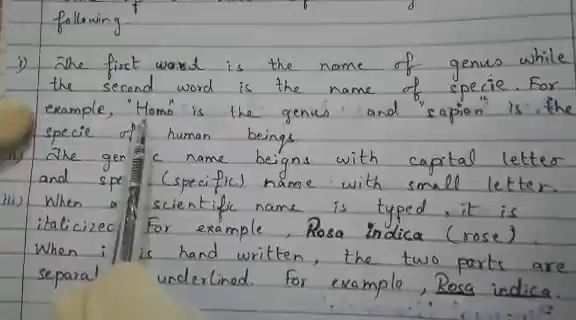 following
i) The first word is the name of genus while
the second word is the name of specie. For
example, "Homo" is the genus and "sapien" is the
specie of human beings
The gen c name beigns with capital letter
and spe (specific) name with small letter.
iii) When a scientific name is typed, it is
italicized For example, Rosa indica (rose).
When i is hand written, the two parts are
separat underlined. For example, Rosa indica.